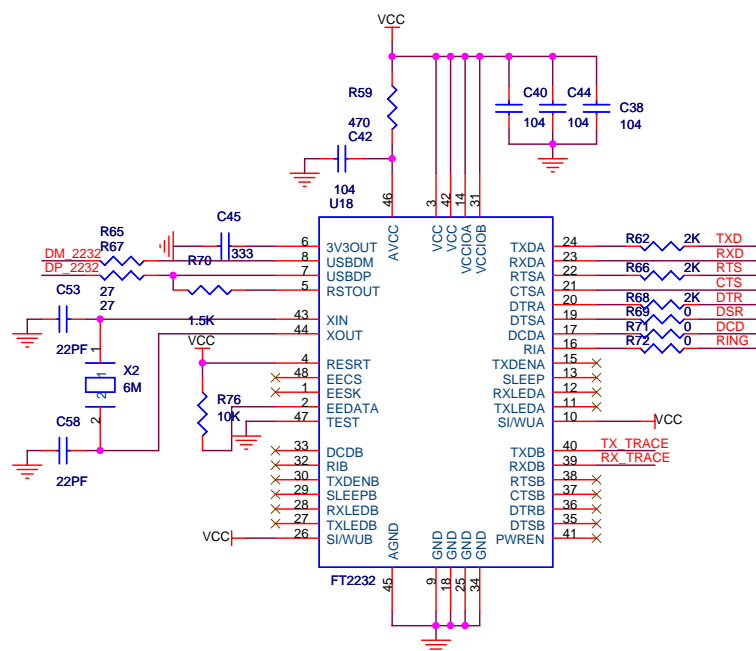 VCC
R59
470
C42
104
U18
C40
104
C44
104
C38
104
46
3
42
14
31
AVCC
VCC
VCC
VCCIOA
VCCIOB
R65
R67
C45
333
DM_2232
DP_2232
R70
27
27
1.5K
C53
22PF
X2
6M
1
1
2
2
C58
22PF
VCC
R76
10K
VCC
6 3V3OUT
8 USBDM
7 USBDP
5 RSTOUT
43 XIN
44 XOUT
4 RESRT
48 EECS
1 EESK
2 EEDATA
47 TEST
33 DCDB
32 RIB
30 TXDENB
29 SLEEPB
28 RXLEDB
27 TXLEDB
26 SI/WUB
TXDA 24 R62 2K TXD
RXDA 23 RXD
RTSA 22 R66 2K RTS
CTSA 21 CTS
DTRA 20 R68 2K DTR
DTSA 19 R69 0 DSR
DCDA 17 R71 0 DCD
RIA 16 R72 0 RING
TXDENA 15
SLEEP 13
RXLEDA 12
TXLEDA 11
SI/WUA 10 VCC
TXDB 40 TX_TRACE
RXDB 39 RX_TRACE
RTSB 38
CTSB 37
DTRB 36
DTSB 35
PWREN 41
AGND
GND
GND
GND
GND
FT2232
45
9
18
25
34